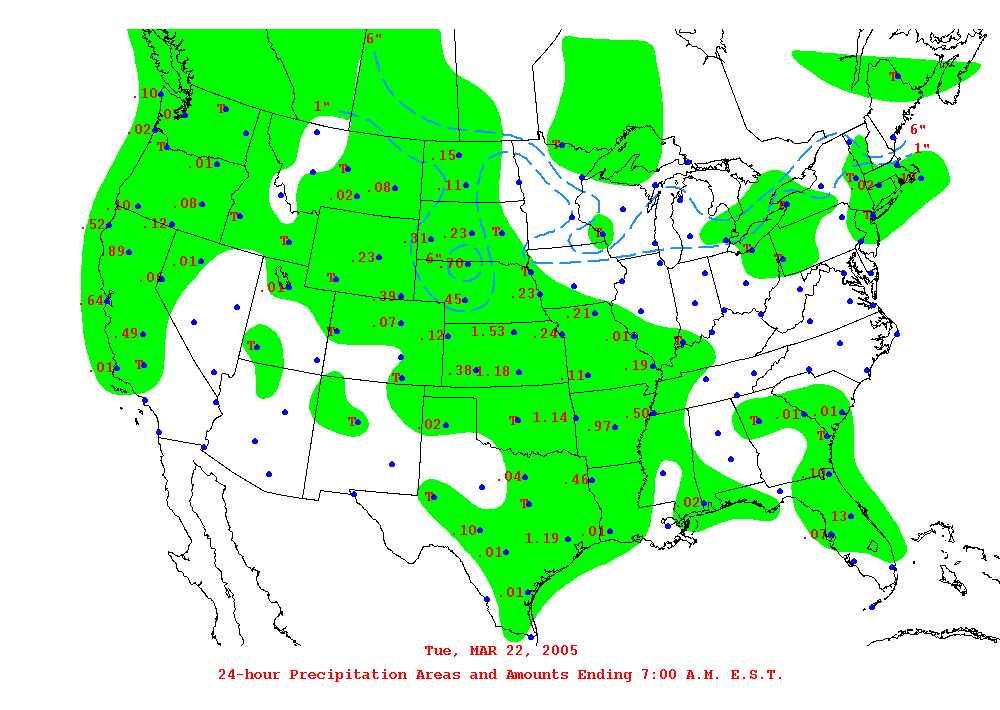 6"
1"
.10
.02
T
T
.01
T
.15
.11
.08
.02
.10
.52
.08
.12
T
T
.89
.01
.06
.64
.49
.01
T
.01
T
.23
T
.39
.07
T
T
.31
.23
T
6"
.70
.45
T
.23
.12
1.53
.24
.21
.01
T
.38
1.18
.11
.19
.02
T
1.14
.97
.50
T
.04
T
.46
.10
.01
1.19
.01
.01
.02
T
.01
.01
T
.10
.13
.07
T
T
T
T
T
T
6"
1"
T
.02
T
Tue, MAR 22, 2005
24-hour Precipitation Areas and Amounts Ending 7:00 A.M. E.S.T.